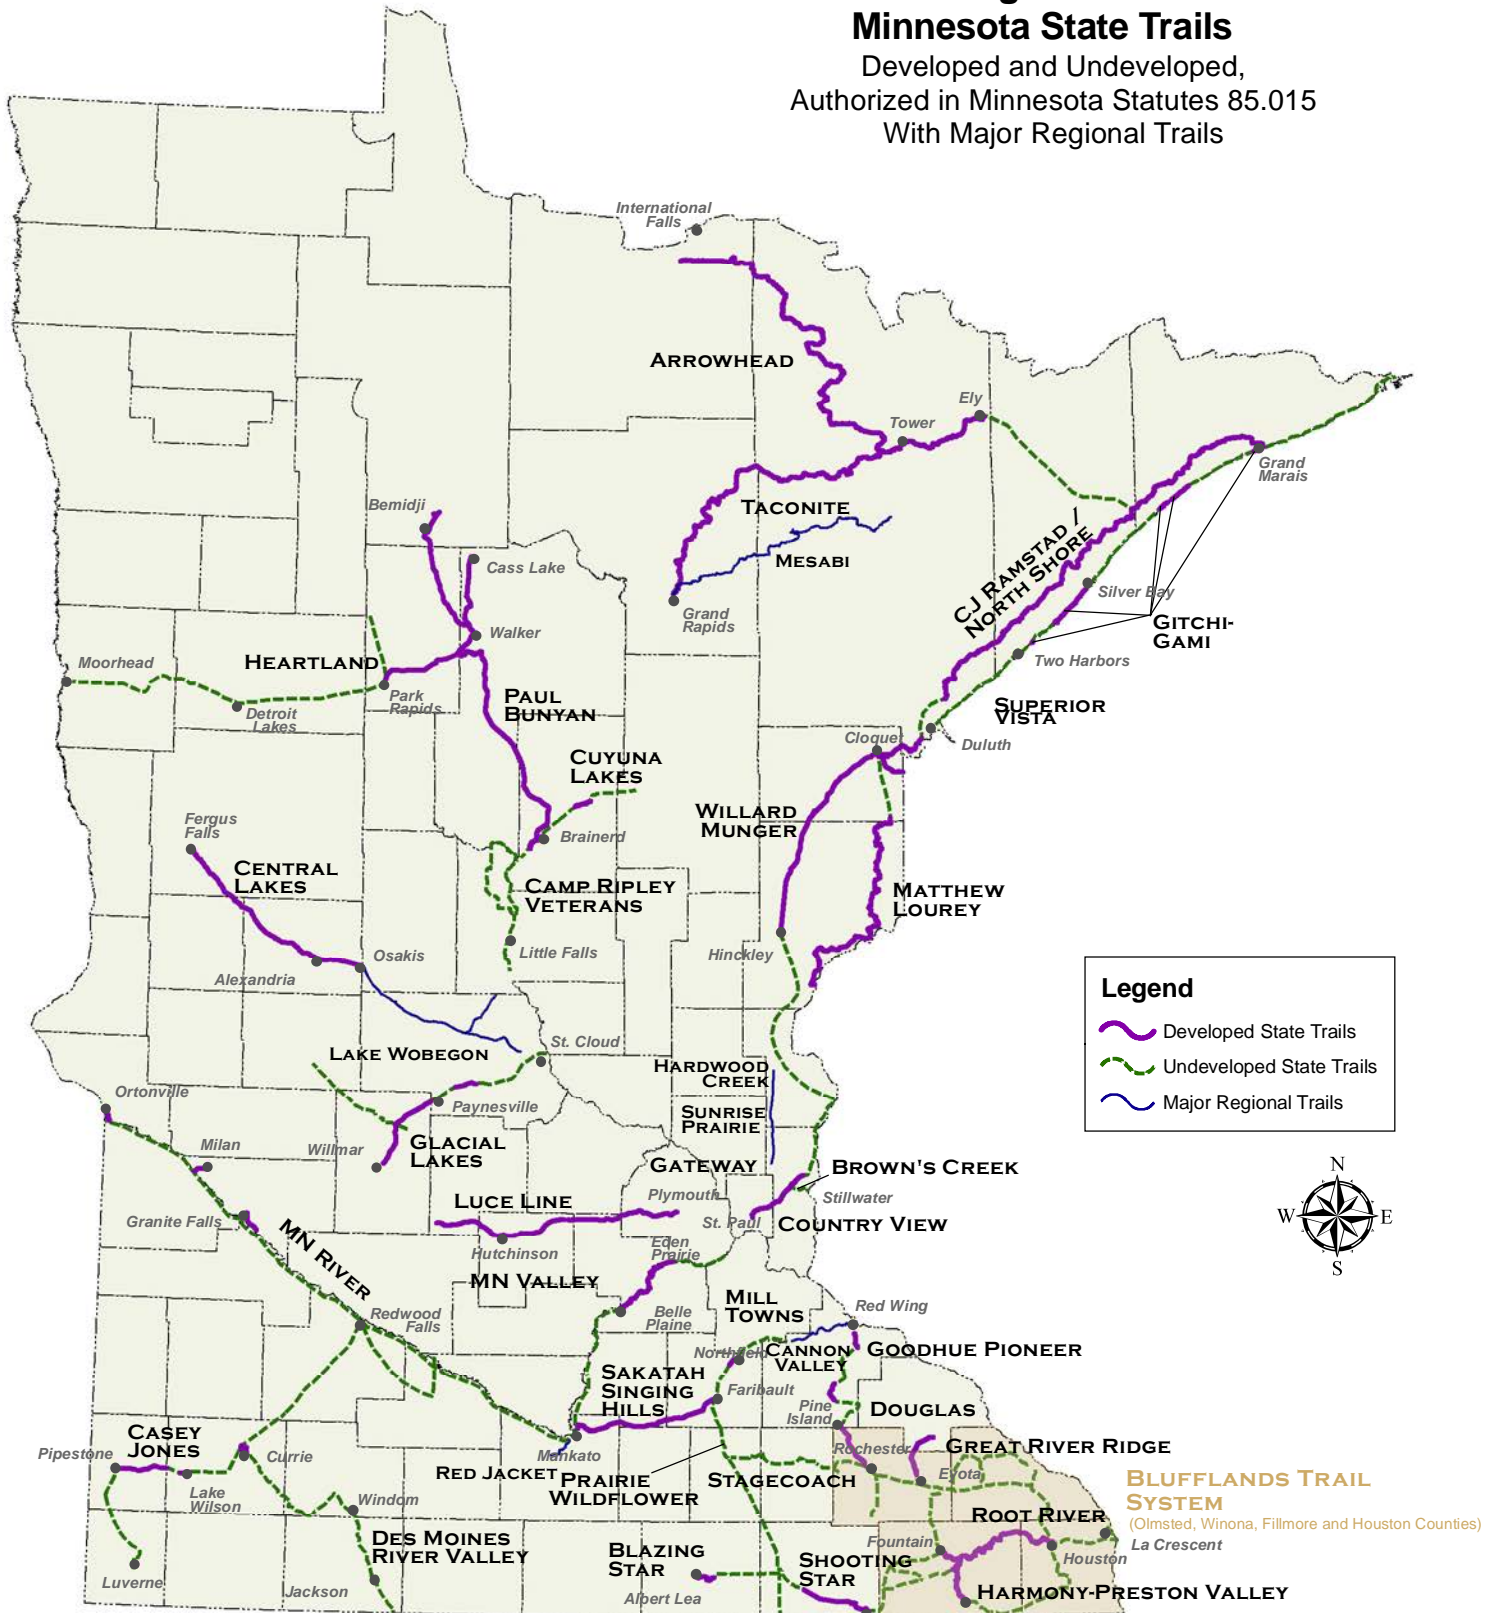 Minnesota State Trails
Developed and Undeveloped,
Authorized in Minnesota Statutes 85.015
With Major Regional Trails
International
Falls
ARROWHEAD
Ely
Tower
Grand
Marais
Bemidji
TACONITE
MESABI
Cass Lake
CJ RAMSTAD /
NORTH SHORE
Silver Bay
Grand
Rapids
GITCHI-
GAMI
Walker
HEARTLAND
Moorhead
Two Harbors
Park
Rapids
PAUL
BUNYAN
Detroit
Lakes
SUPERIOR
VISTA
Cloquet
Duluth
CUYUNA
LAKES
WILLARD
MUNGER
Fergus
Falls
Brainerd
CENTRAL
LAKES
CAMP RIPLEY
VETERANS
MATTHEW
LOUREY
Little Falls
Hinckley
Osakis
Alexandria
Legend
Developed State Trails
Undeveloped State Trails
Major Regional Trails
St. Cloud
LAKE WOBEGON
HARDWOOD
CREEK
Ortonville
Paynesville
SUNRISE
PRAIRIE
Milan
Willmar
GLACIAL
LAKES
GATEWAY
BROWN'S CREEK
Plymouth
Stillwater
LUCE LINE
St. Paul
COUNTRY VIEW
Granite Falls
MN RIVER
Hutchinson
Eden
Prairie
MN VALLEY
N
W
E
S
MILL
TOWNS
Red Wing
Redwood
Falls
Belle
Plaine
Northfield
CANNON
VALLEY
GOODHUE PIONEER
SAKATAH
SINGING
HILLS
Faribault
Pine
Island
DOUGLAS
CASEY
JONES
Pipestone
Currie
Mankato
Rochester
GREAT RIVER RIDGE
RED JACKET
PRAIRIE
WILDFLOWER
STAGECOACH
Eyota
BLUFFLANDS TRAIL
SYSTEM
(Olmsted, Winona, Fillmore and Houston Counties)
Lake
Wilson
Windom
ROOT RIVER
La Crescent
DES MOINES
RIVER VALLEY
Fountain
Houston
BLAZING
STAR
SHOOTING
STAR
Luverne
Jackson
Albert Lea
HARMONY-PRESTON VALLEY